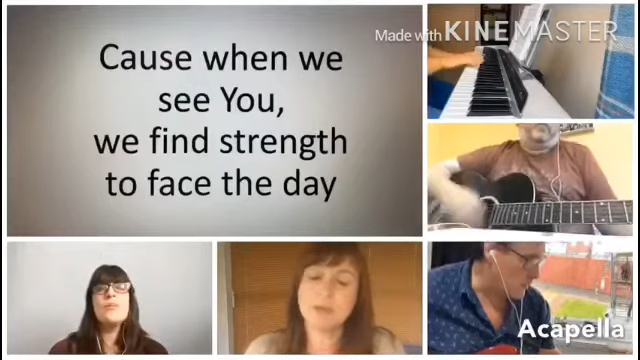 Made with KINEMASTER
Cause when we
see You,
we find strength
to face the day
Acapella